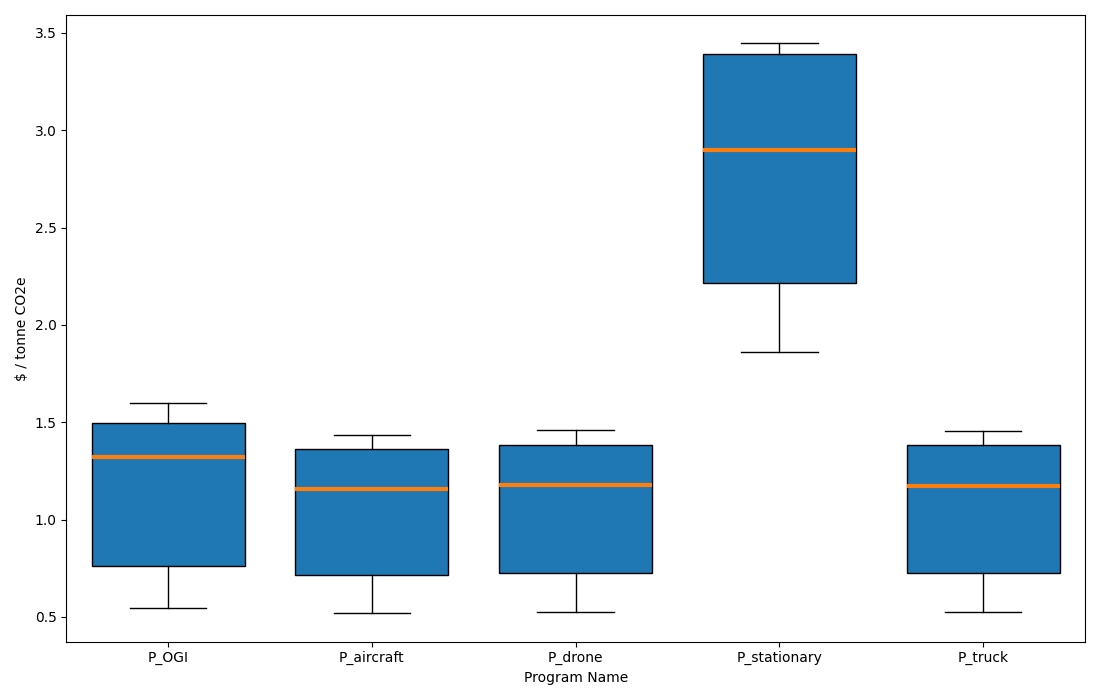 $ / tonne CO2e
3.5
3.0
2.5
2.0
1.5
1.0
0.5
P_OGI P_aircraft P_drone P_stationary P_truck
Program Name